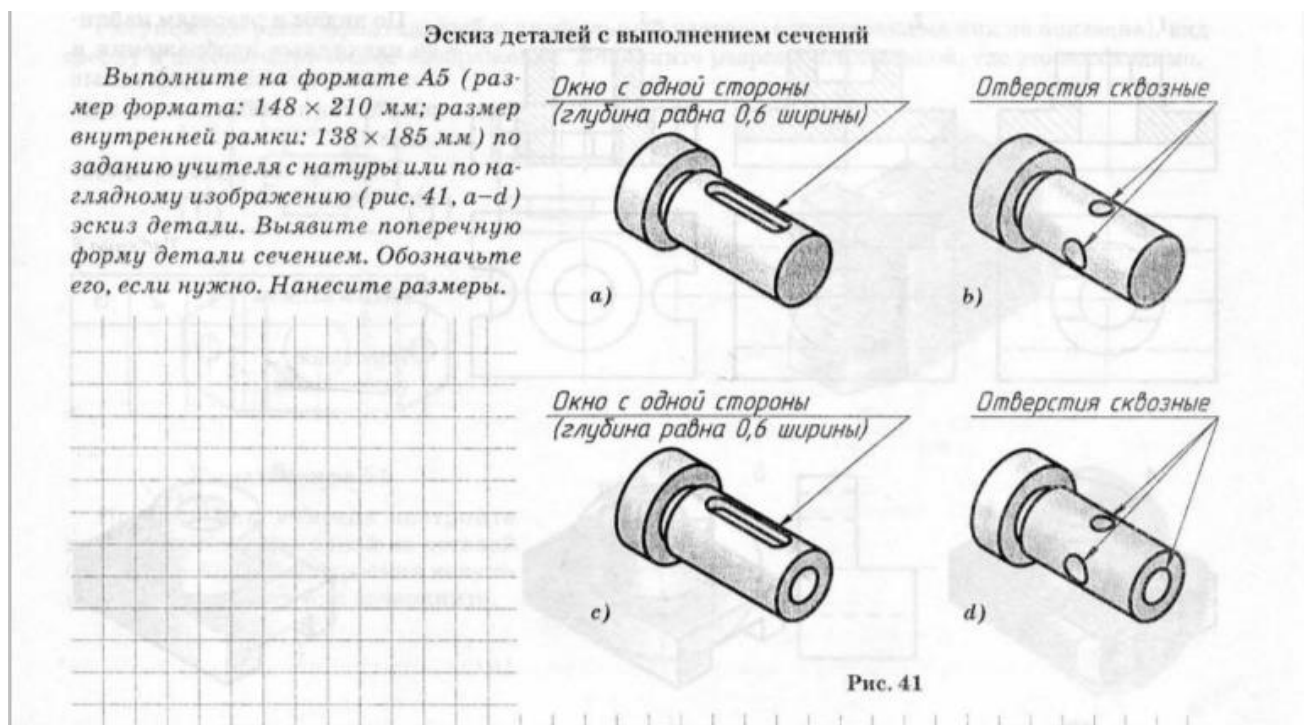 Эскиз деталей с выполнением сечений
Выполните на формате А5 (раз-
мер формата: 148 × 210 мм; размер
внутренней рамки: 138 × 185 мм) по
заданию учителя с натуры или по на-
глядному изображению (рис. 41, a–d)
эскиз детали. Выявите поперечную
форму детали сечением. Обозначьте
его, если нужно. Нанесите размеры.
Окно с одной стороны
(глубина равна 0,6 ширины)
a)
Отверстия сквозные
b)
Окно с одной стороны
(глубина равна 0,6 ширины)
c)
Отверстия сквозные
d)
Рис. 41